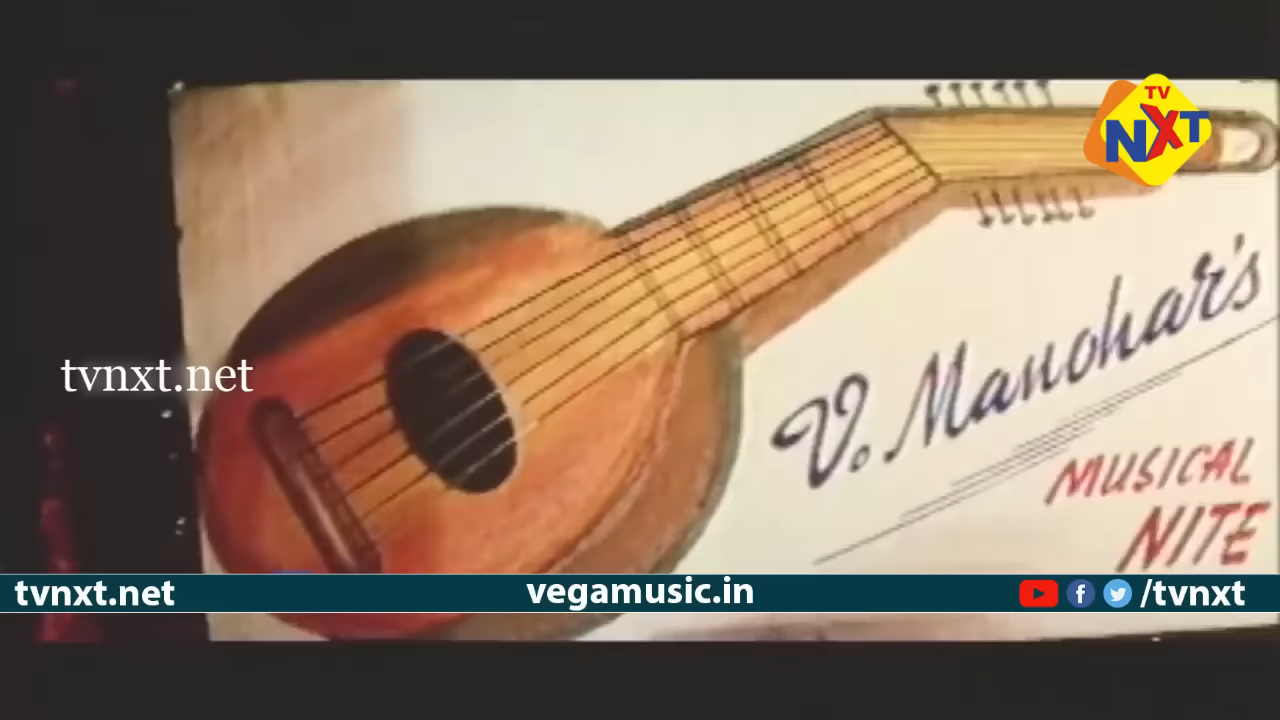 TV
NXT
tvnxt.net
V. Manohar's
MUSICAL
NITE
tvnxt.net
vegamusic.in
/tvnxt